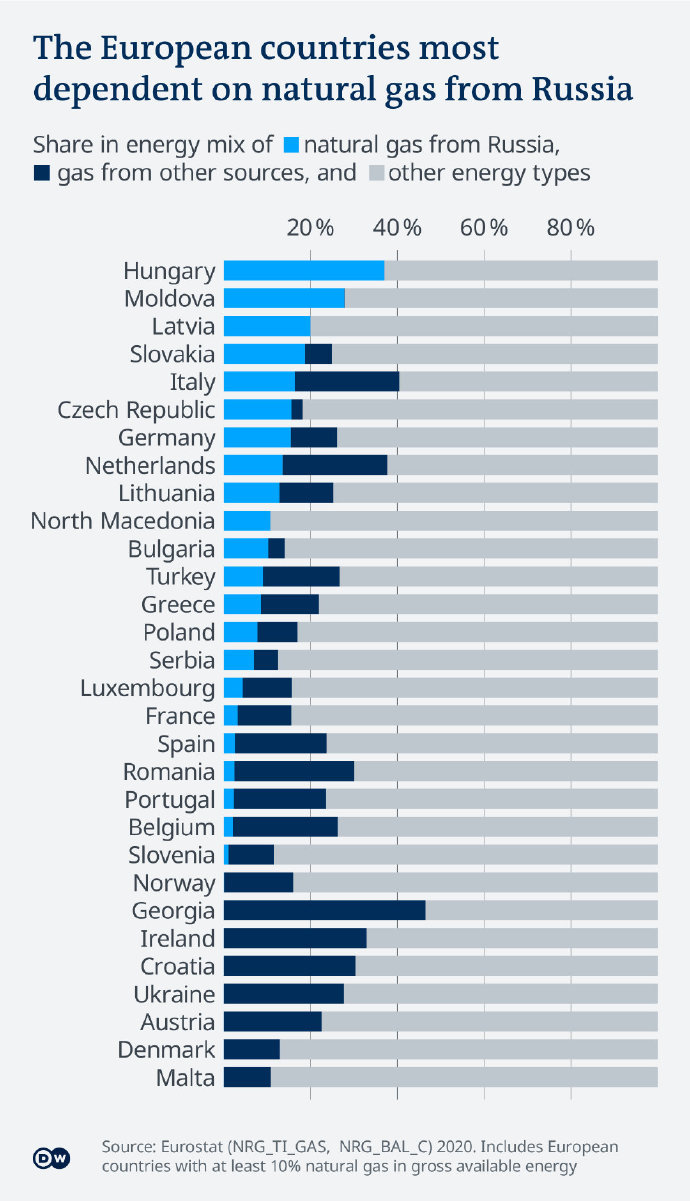 The European countries most
dependent on natural gas from Russia
Share in energy mix of natural gas from Russia,
gas from other sources, and other energy types
20% 40% 60% 80%
Hungary
Moldova
Latvia
Slovakia
Italy
Czech Republic
Germany
Netherlands
Lithuania
North Macedonia
Bulgaria
Turkey
Greece
Poland
Serbia
Luxembourg
France
Spain
Romania
Portugal
Belgium
Slovenia
Norway
Georgia
Ireland
Croatia
Ukraine
Austria
Denmark
Malta
DW
Source: Eurostat (NRG_TI_GAS, NRG_BAL_C) 2020. Includes European
countries with at least 10% natural gas in gross available energy